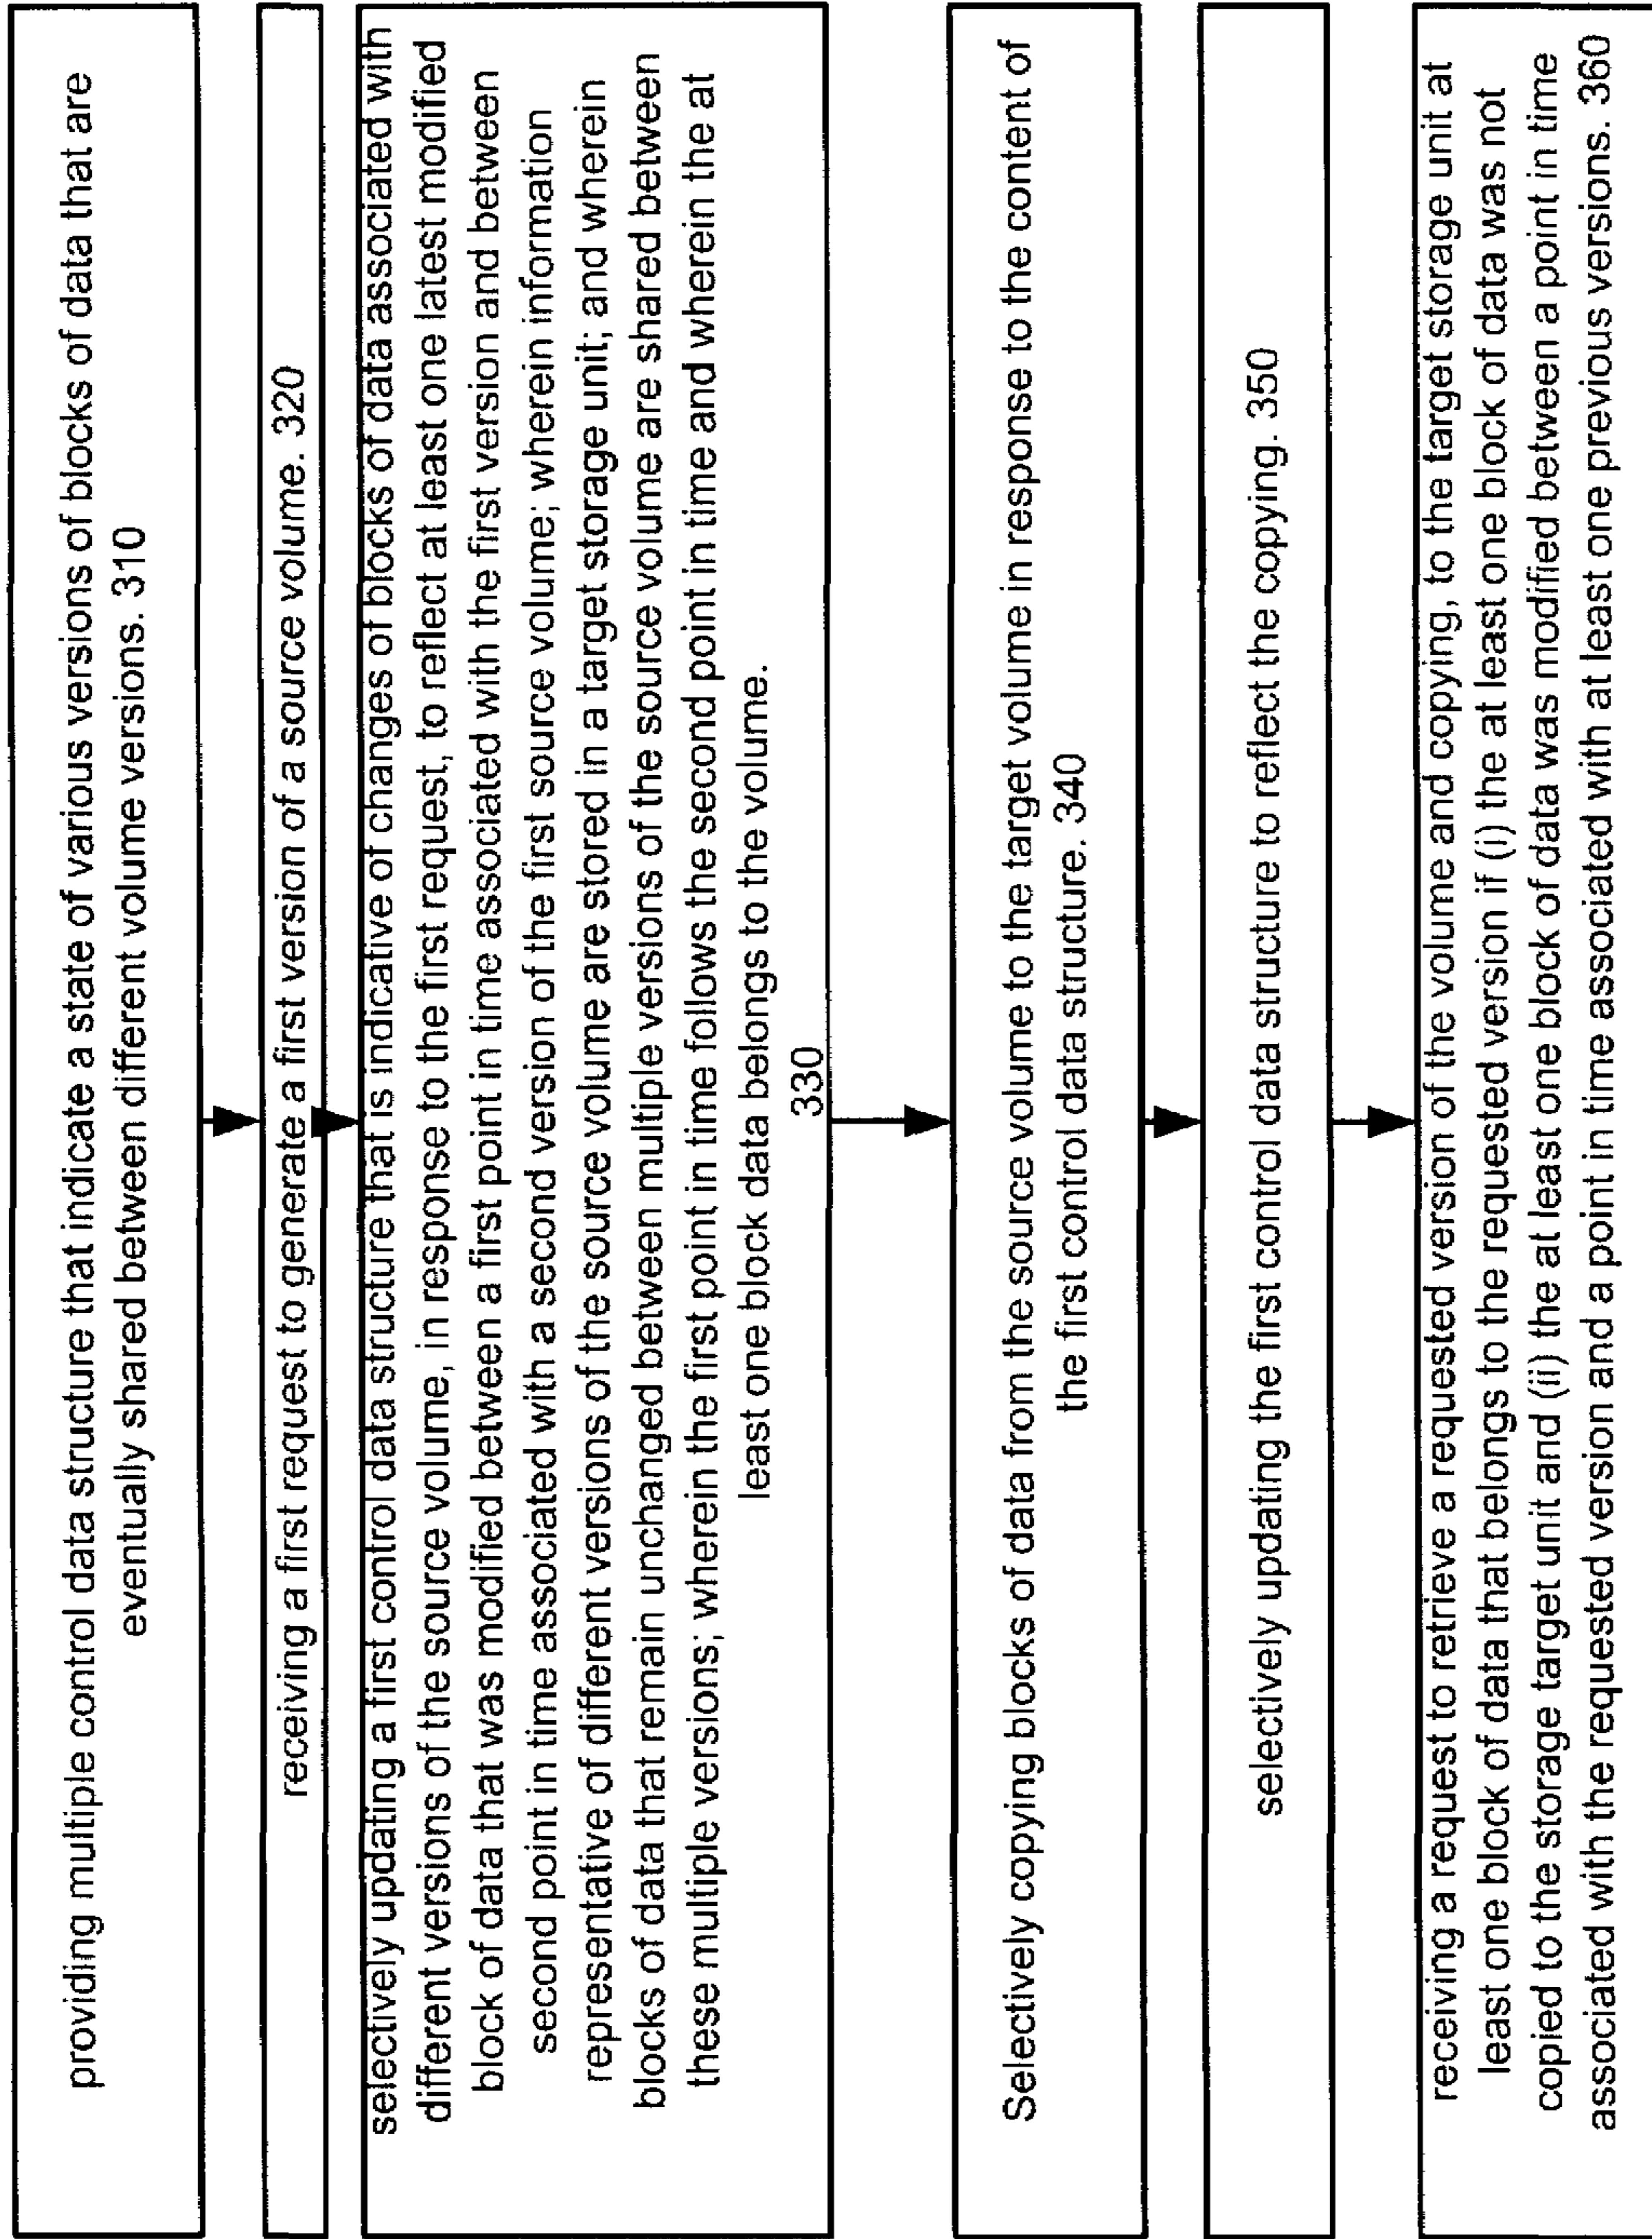 providing multiple control data structure that indicate a state of various versions of blocks of data that are
eventually shared between different volume versions. 310
receiving a first request to generate a first version of a source volume. 320
selectively updating a first control data structure that is indicative of changes of blocks of data associated with
different versions of the source volume, in response to the first request, to reflect at least one latest modified
block of data that was modified between a first point in time associated with the first version and between
second point in time associated with a second version of the first source volume; wherein information
representative of different versions of the source volume are stored in a target storage unit; and wherein
blocks of data that remain unchanged between multiple versions of the source volume are shared between
these multiple versions; wherein the first point in time follows the second point in time and wherein the at
least one block data belongs to the volume.
330
Selectively copying blocks of data from the source volume to the target volume in response to the content of
the first control data structure. 340
selectively updating the first control data structure to reflect the copying. 350
receiving a request to retrieve a requested version of the volume and copying, to the target storage unit at
least one block of data that belongs to the requested version if (i) the at least one block of data was not
copied to the storage target unit and (ii) the at least one block of data was modified between a point in time
associated with the requested version and a point in time associated with at least one previous versions. 360